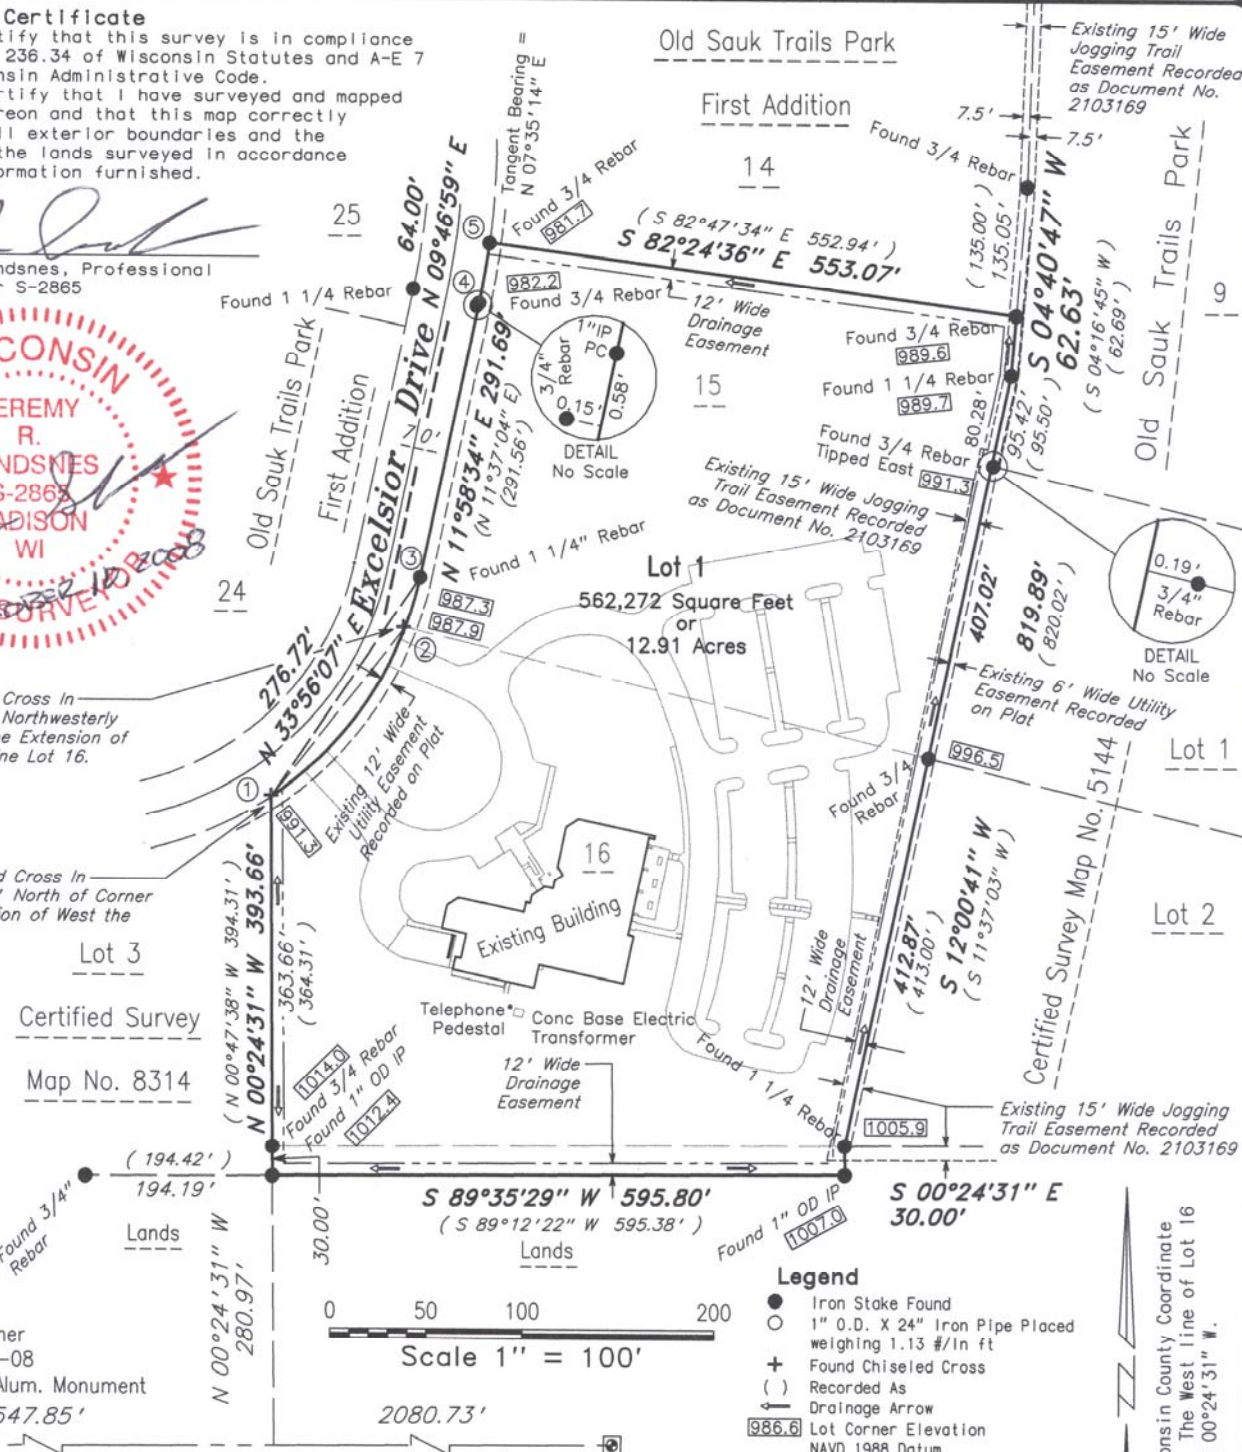 Certificate
tify that this survey is in compliance
236.34 of Wisconsin Statutes and A-E 7
nsin Administrative Code.
rtify that I have surveyed and mapped
reon and that this map correctly
ll exterior boundaries and the
the lands surveyed in accordance
ormation furnished.
ndsnes, Professional
r S-2865
CONSIN
EREMY
R.
NDSNES
S-2865
ADISON
WI
SURVEYOR
Old Sauk Trails Park
First Addition
14
Existing 15' Wide
Jogging Trail
Easement Recorded
as Document No.
2103169
7.5'
7.5'
Found 3/4 Rebar
Tangent Bearing =
N 07°35'14" E
Found 3/4 Rebar
981.7
25
64.00'
N 09°46'59" E
5
( S 82°47'34" E 552.94' )
S 82°24'36" E 553.07'
( 135.00' )
135.05'
S 04°40'47" W
62.63'
( S 04°16'45" W )
( 62.69' )
Old Sauk Trails Park
9
Found 1 1/4 Rebar
4
982.2
Found 3/4 Rebar
12' Wide
Drainage
Easement
Found 3/4 Rebar
989.6
Found 1 1/4 Rebar
989.7
80.28'
95.42'
( 95.50' )
1"IP
PC
3/4"
Rebar
0.15'
0.58'
DETAIL
No Scale
15
Found 3/4 Rebar
Tipped East
991.3
Existing 15' Wide Jogging
Trail Easement Recorded
as Document No. 2103169
Old Sauk Trails Park
First Addition
Excelsior Drive
70'
N 11°58'34" E 291.69'
(N 11°37'04" E)
(291.56')
3
Found 1 1/4" Rebar
987.3
987.9
2
24
Lot 1
562,272 Square Feet
or
12.91 Acres
0.19'
3/4"
Rebar
DETAIL
No Scale
407.02'
819.89'
( 820.02' )
276.72'
N 33°56'07" E
Existing 6' Wide Utility
Easement Recorded
on Plat
Cross In
Northwesterly
e Extension of
ine Lot 16.
1
991.3
Existing 12' Wide
Utility Easement
Recorded on Plat
996.5
Found 3/4
Rebar
Lot 1
d Cross In
' North of Corner
ion of West the
( N 00°47'38" W 394.31' )
N 00°24'31" W 393.66'
363.66'
( 364.31' )
16
Existing Building
Lot 2
Certified Survey Map No. 5144
412.87'
( 413.00' )
S 12°00'41" W
( S 11°37'03" W )
12' Wide
Drainage
Easement
Lot 3
Certified Survey
Map No. 8314
Telephone
Pedestal
Conc Base Electric
Transformer
1014.0
Found 3/4 Rebar
Found 1" OD IP
1012.4
12' Wide
Drainage
Easement
Found 1 1/4 Rebar
1005.9
Existing 15' Wide Jogging
Trail Easement Recorded
as Document No. 2103169
( 194.42' )
194.19'
Found 3/4"
Rebar
Lands
30.00'
S 89°35'29" W 595.80'
( S 89°12'22" W 595.38' )
Lands
Found 1" OD IP
1007.0
S 00°24'31" E
30.00'
N 00°24'31" W
280.97'
0 50 100 200
Scale 1" = 100'
Legend
Iron Stake Found
1" O.D. X 24" Iron Pipe Placed
weighing 1.13 #/ln ft
Found Chiseled Cross
( ) Recorded As
Drainage Arrow
986.6 Lot Corner Elevation
NAVD 1988 Datum
ner
-08
Alum. Monument
547.85'
2080.73'
onsin County Coordinate
The West line of Lot 16
00°24'31" W.